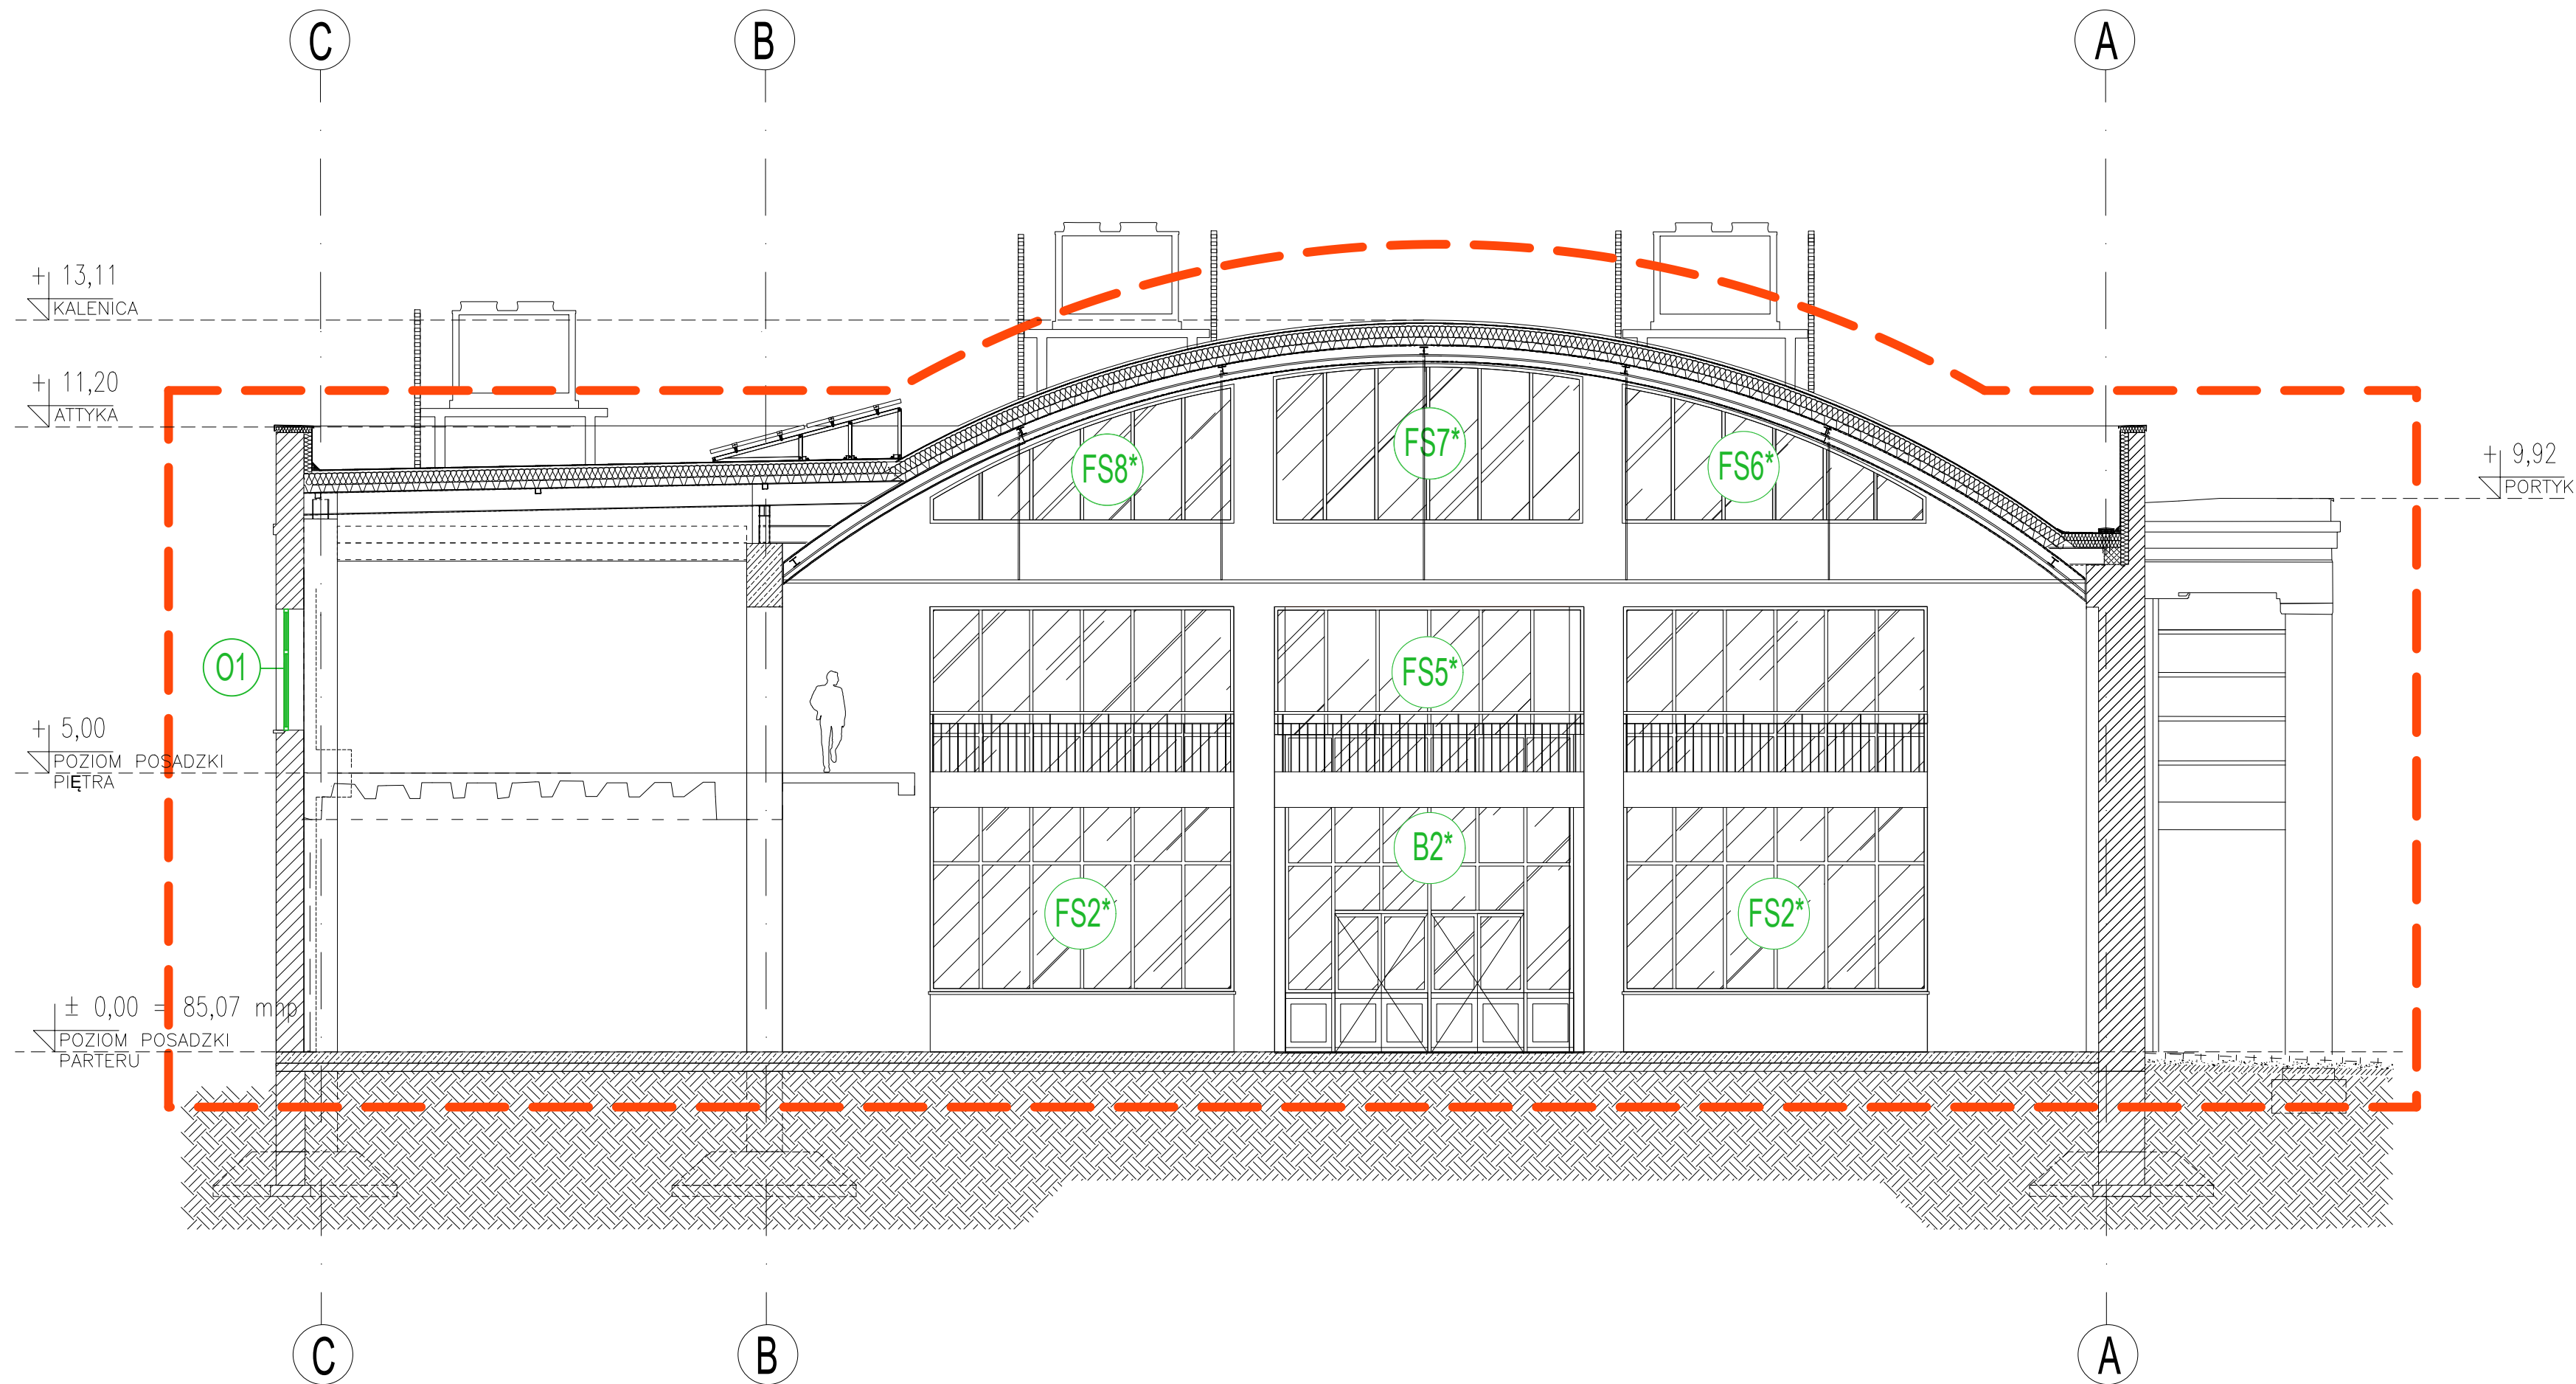 C
B
A
+ 13,11
KALENICA
+ 11,20
ATTYKA
+ 9,92
PORTYK
FS8*
FS7*
FS6*
O1
FS5*
+ 5,00
POZIOM POSADZKI
PIĘTRA
B2*
FS2*
FS2*
± 0,00 = 85,07 mnp
POZIOM POSADZKI
PARTERU
C
B
A